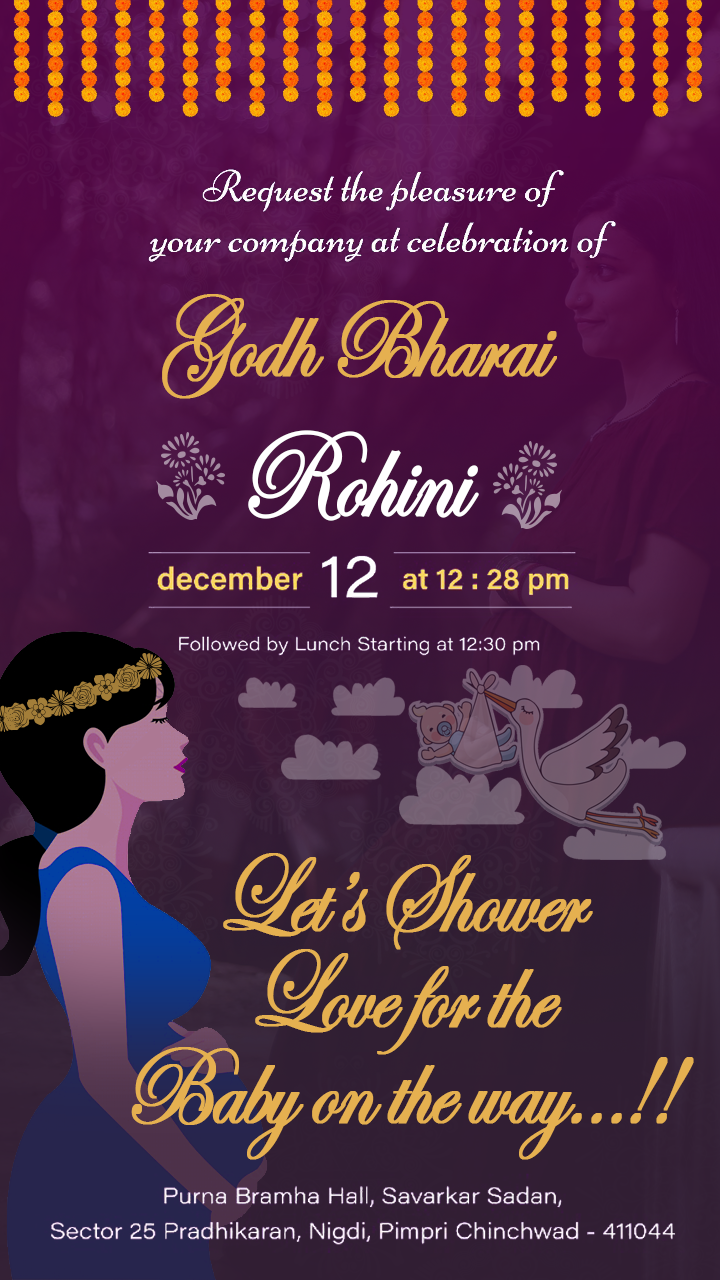 Request the pleasure of
your company at celebration of
Godh Bharai
Rohini
december 12 at 12 : 28 pm
Followed by Lunch Starting at 12:30 pm
Let's Shower
Love for the
Baby on the way...!!
Purna Bramha Hall, Savarkar Sadan,
Sector 25 Pradhikaran, Nigdi, Pimpri Chinchwad - 411044